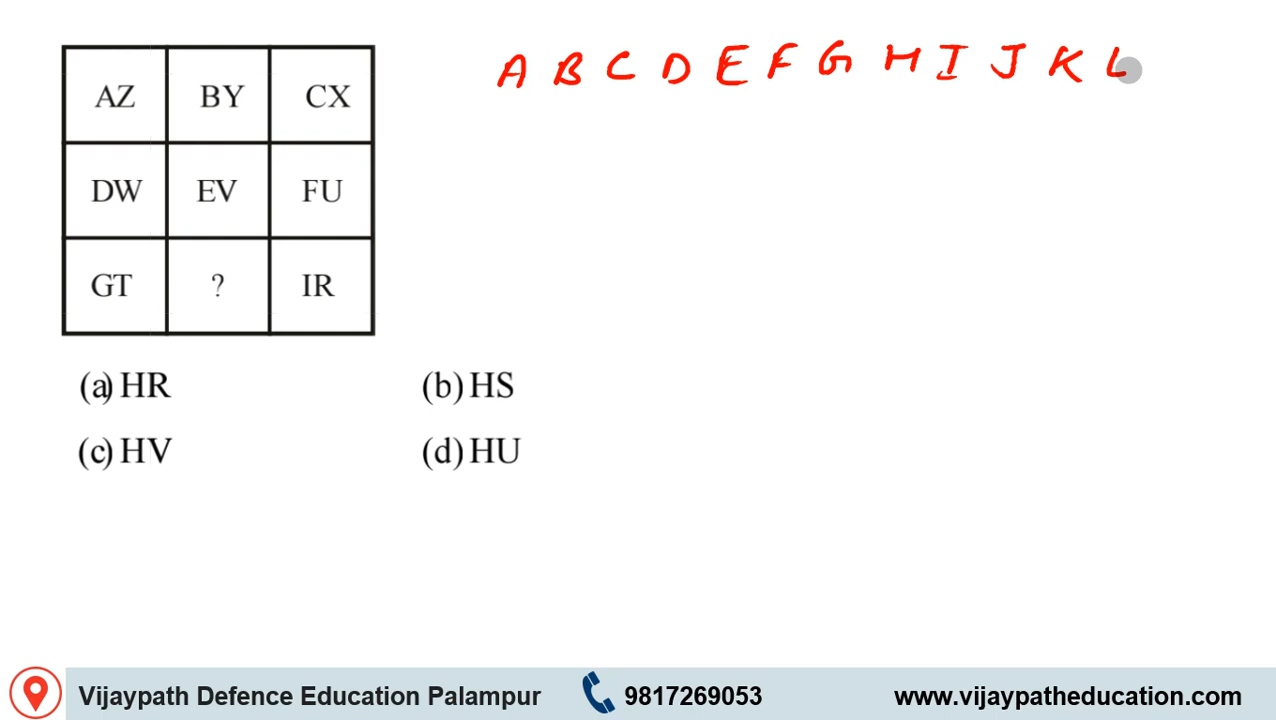 A B C D E F G H I J K L
AZ BY CX
DW EV FU
GT ? IR
(a) HR (b) HS
(c) HV (d) HU
Vijaypath Defence Education Palampur 9817269053 www.vijaypatheducation.com